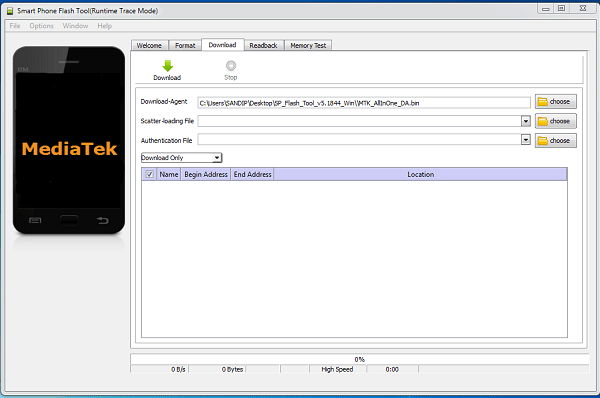 Smart Phone Flash Tool(Runtime Trace Mode)
File Options Window Help
Welcome Format Download Readback Memory Test
Download Stop
Download-Agent C:\Users\SANDIP\Desktop\SP_Flash_Tool_v5.1844_Win\\MTK_AllInOne_DA.bin choose
Scatter-loading File choose
Authentication File choose
Download Only
Name Begin Address End Address Location
MediaTek
0%
0 B/s 0 Bytes High Speed 0:00